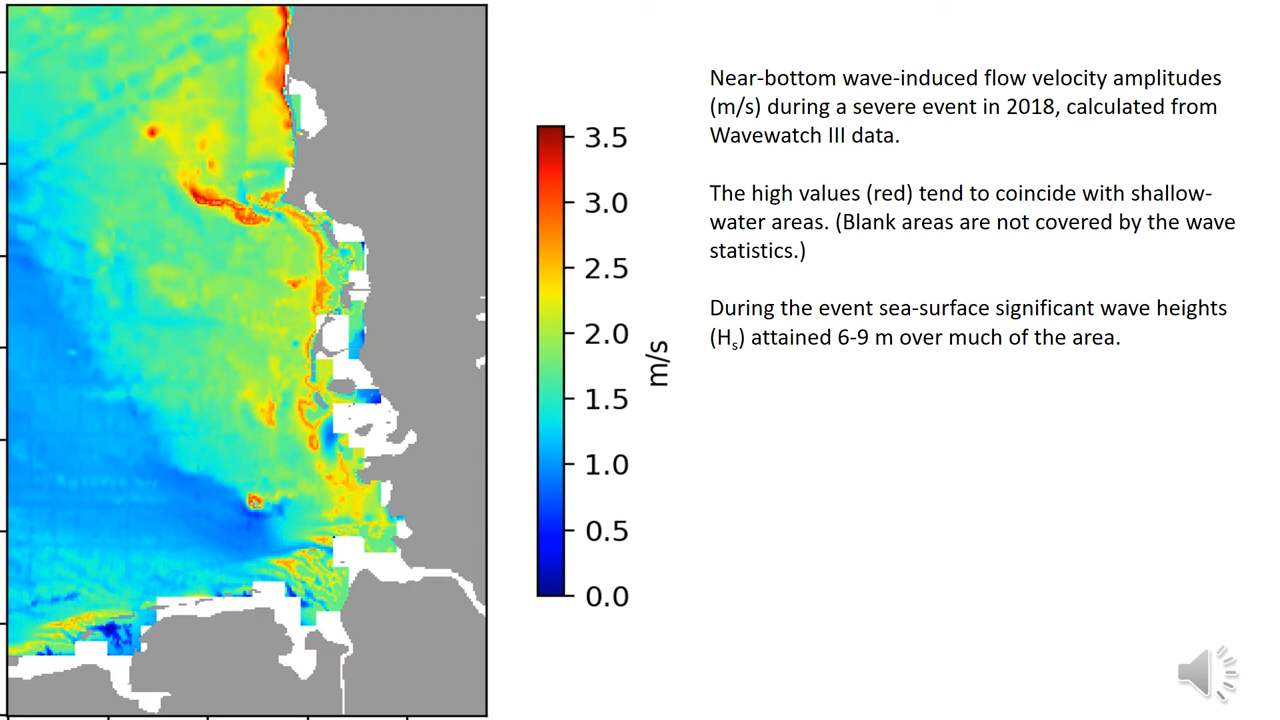 Near-bottom wave-induced flow velocity amplitudes
(m/s) during a severe event in 2018, calculated from
Wavewatch III data.
The high values (red) tend to coincide with shallow-
water areas. (Blank areas are not covered by the wave
statistics.)
During the event sea-surface significant wave heights
(Hs) attained 6-9 m over much of the area.
3.5
3.0
2.5
2.0
1.5
1.0
0.5
0.0
m/s